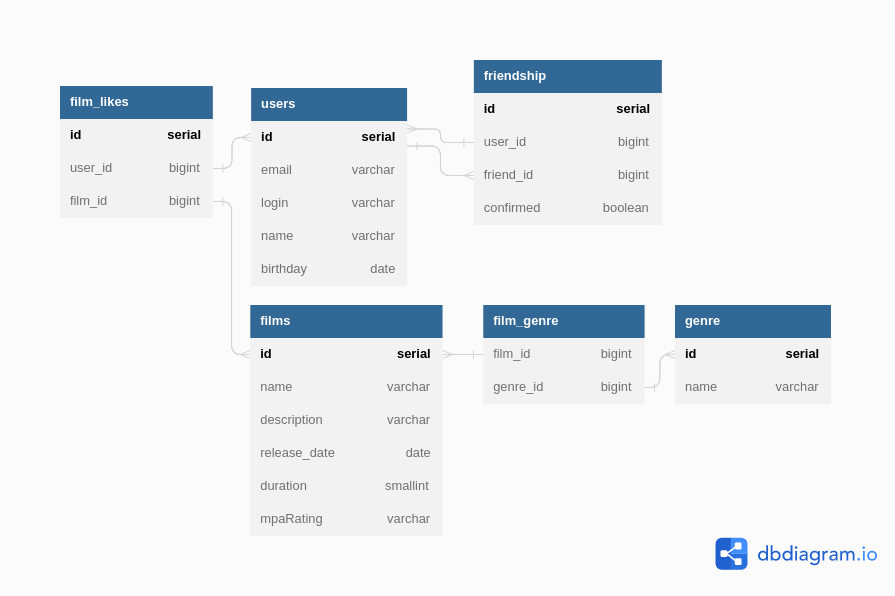 film_likes
id serial
user_id bigint
film_id bigint
users
id serial
email varchar
login varchar
name varchar
birthday date
friendship
id serial
user_id bigint
friend_id bigint
confirmed boolean
films
id serial
name varchar
description varchar
release_date date
duration smallint
mpaRating varchar
film_genre
film_id bigint
genre_id bigint
genre
id serial
name varchar
dbdiagram.io